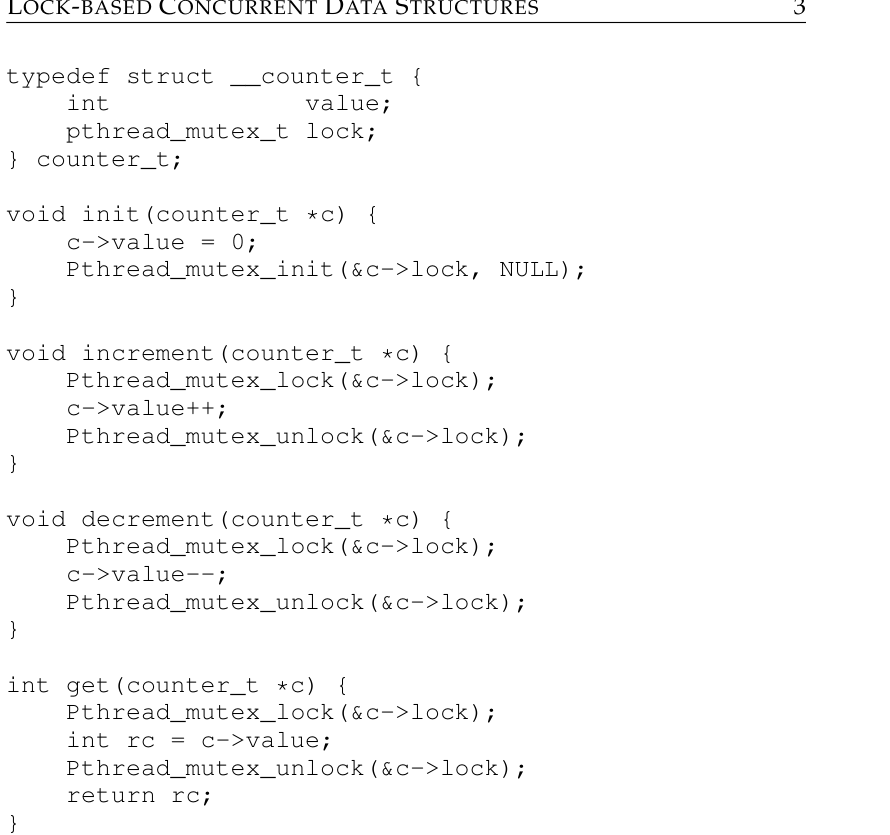 LOCK-BASED CONCURRENT DATA STRUCTURES 3
typedef struct __counter_t {
    int             value;
    pthread_mutex_t lock;
} counter_t;

void init(counter_t *c) {
    c->value = 0;
    Pthread_mutex_init(&c->lock, NULL);
}

void increment(counter_t *c) {
    Pthread_mutex_lock(&c->lock);
    c->value++;
    Pthread_mutex_unlock(&c->lock);
}

void decrement(counter_t *c) {
    Pthread_mutex_lock(&c->lock);
    c->value--;
    Pthread_mutex_unlock(&c->lock);
}

int get(counter_t *c) {
    Pthread_mutex_lock(&c->lock);
    int rc = c->value;
    Pthread_mutex_unlock(&c->lock);
    return rc;
}